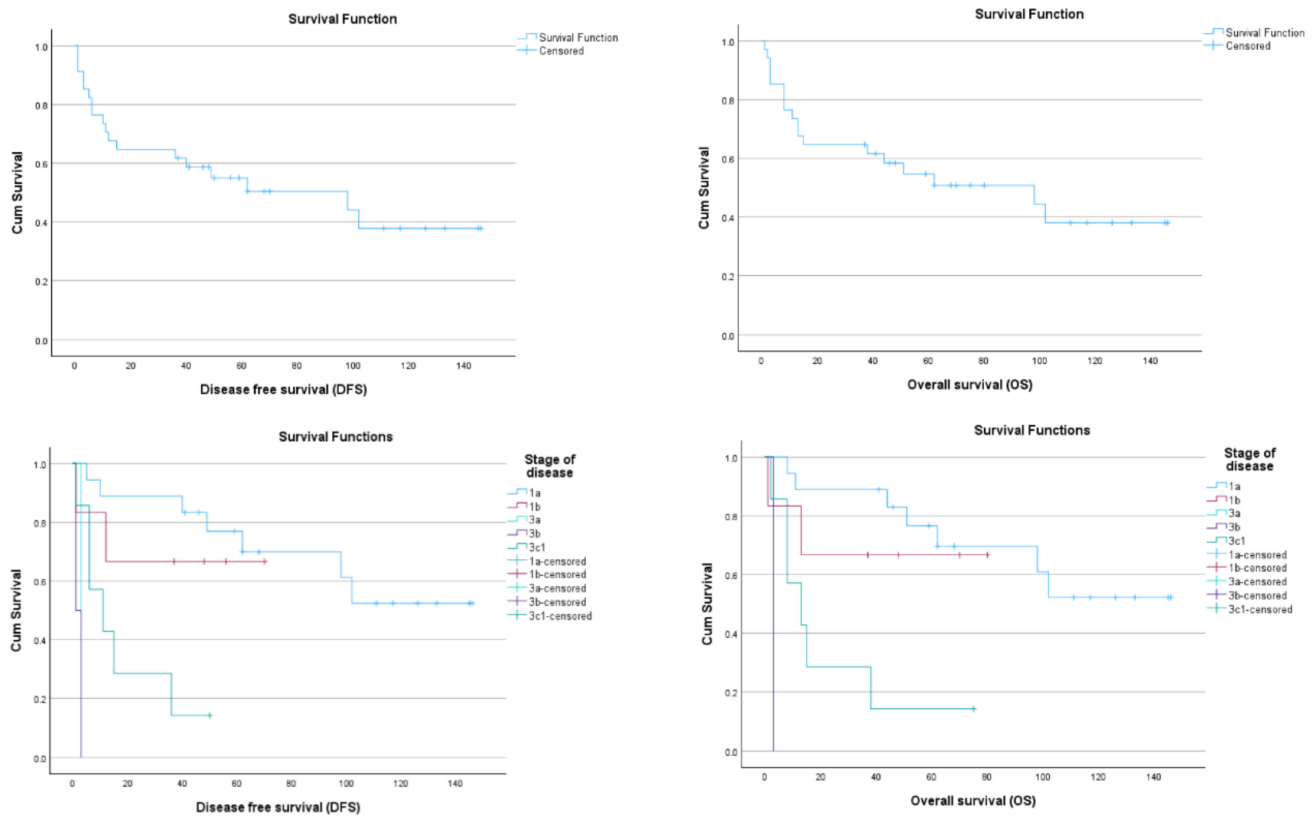 Survival Function
Survival Function
Censored
1.0
0.8
0.6
0.4
0.2
0.0
Cum Survival
0 20 40 60 80 100 120 140
Disease free survival (DFS)
Survival Function
Survival Function
Censored
1.0
0.8
0.6
0.4
0.2
0.0
Cum Survival
0 20 40 60 80 100 120 140
Overall survival (OS)
Survival Functions
Stage of
disease
1a
1b
3a
3b
3c1
1a-censored
1b-censored
3a-censored
3b-censored
3c1-censored
1.0
0.8
0.6
0.4
0.2
0.0
Cum Survival
0 20 40 60 80 100 120 140
Disease free survival (DFS)
Survival Functions
Stage of
disease
1a
1b
3a
3b
3c1
1a-censored
1b-censored
3a-censored
3b-censored
3c1-censored
1.0
0.8
0.6
0.4
0.2
0.0
Cum Survival
0 20 40 60 80 100 120 140
Overall survival (OS)